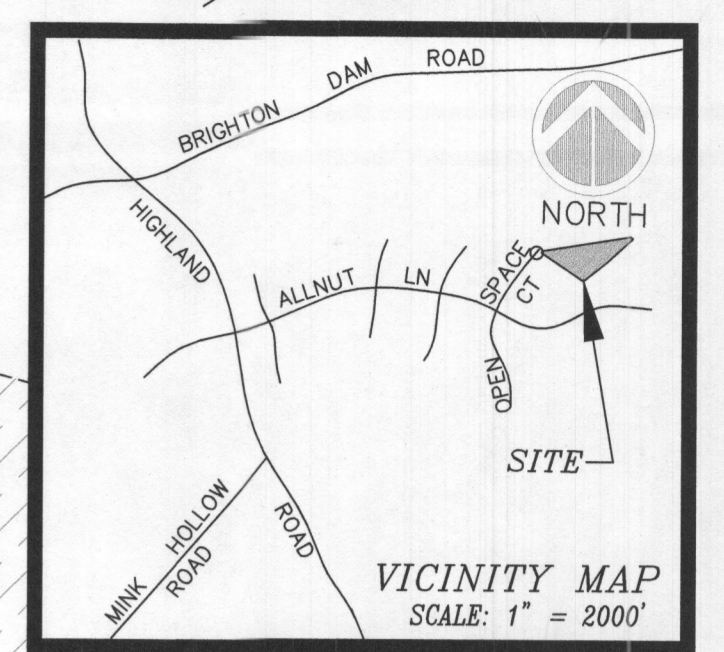 BRIGHTON DAM ROAD
NORTH
HIGHLAND ROAD
ALLNUT LN
OPEN SPACE CT
SITE
MINK HOLLOW ROAD
VICINITY MAP
SCALE: 1" = 2000'